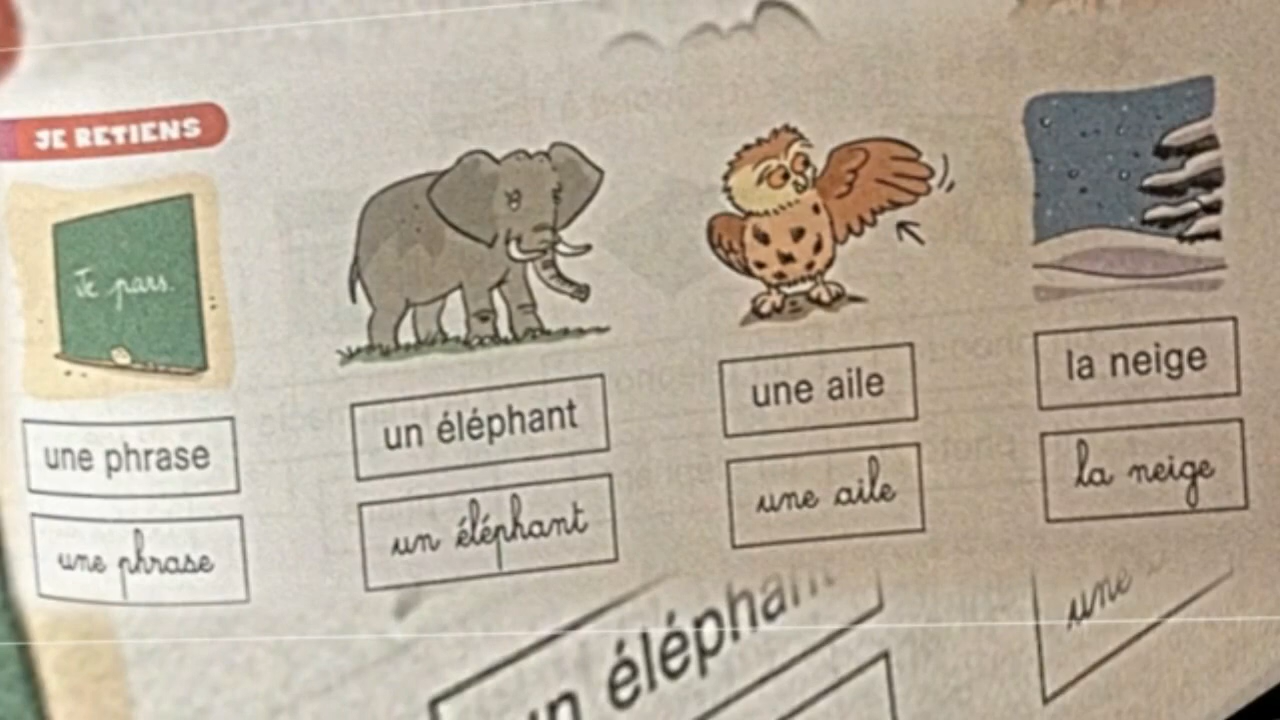 JE RETIENS
Je pars.
une phrase
un éléphant
une aile
la neige
une phrase
un éléphant
une aile
la neige
une